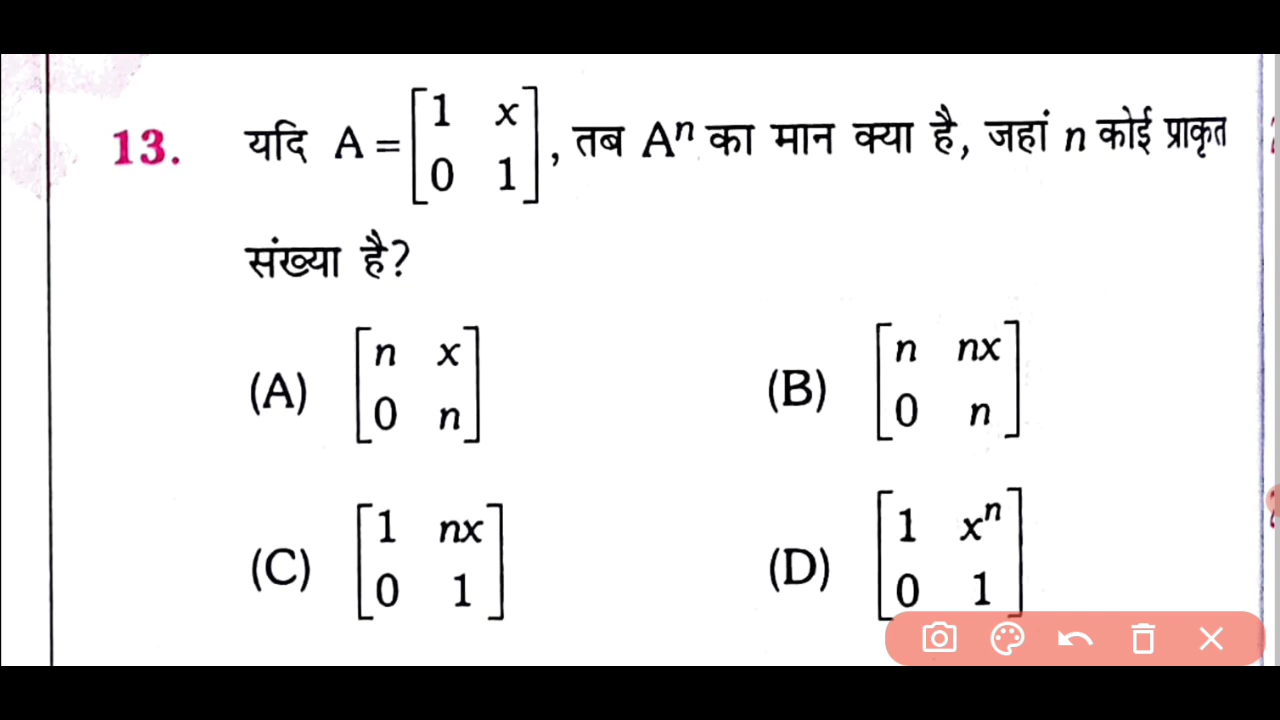 13. यदि A = [1 x 0 1], तब Aⁿ का मान क्या है, जहां n कोई प्राकृत
संख्या है?
(A) [n x 0 n] (B) [n nx 0 n]
(C) [1 nx 0 1] (D) [1 xⁿ 0 1]